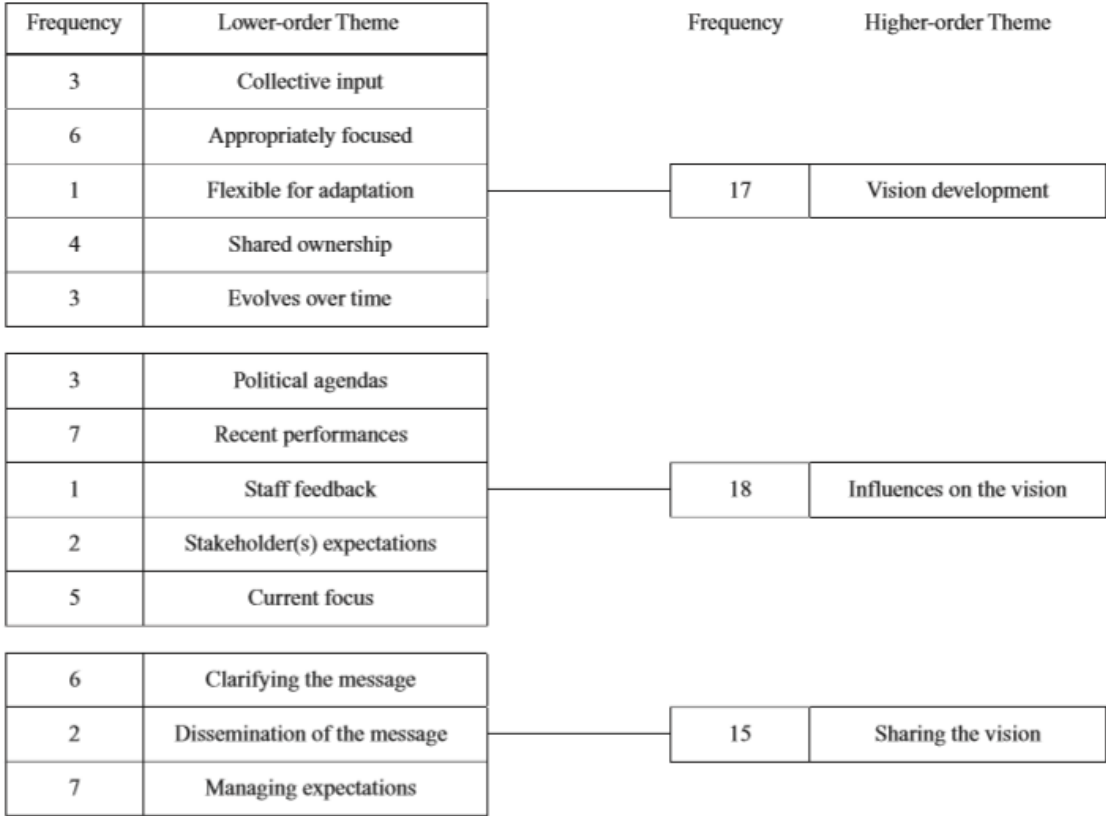 Frequency Lower-order Theme Frequency Higher-order Theme
3 Collective input
6 Appropriately focused
1 Flexible for adaptation 17 Vision development
4 Shared ownership
3 Evolves over time
3 Political agendas
7 Recent performances
1 Staff feedback 18 Influences on the vision
2 Stakeholder(s) expectations
5 Current focus
6 Clarifying the message
2 Dissemination of the message 15 Sharing the vision
7 Managing expectations